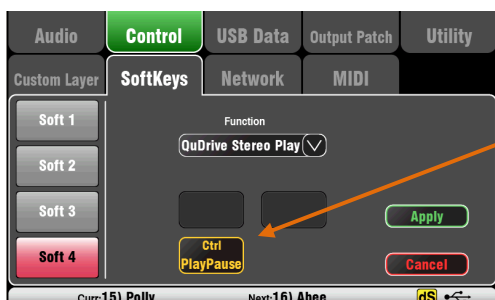 Audio Control USB Data Output Patch Utility
Custom Layer SoftKeys Network MIDI
Soft 1
Function
QuDrive Stereo Play
Soft 2
Soft 3
Apply
Soft 4
Ctrl
PlayPause
Cancel
Curr:15) Polly Next:16) Abee dS